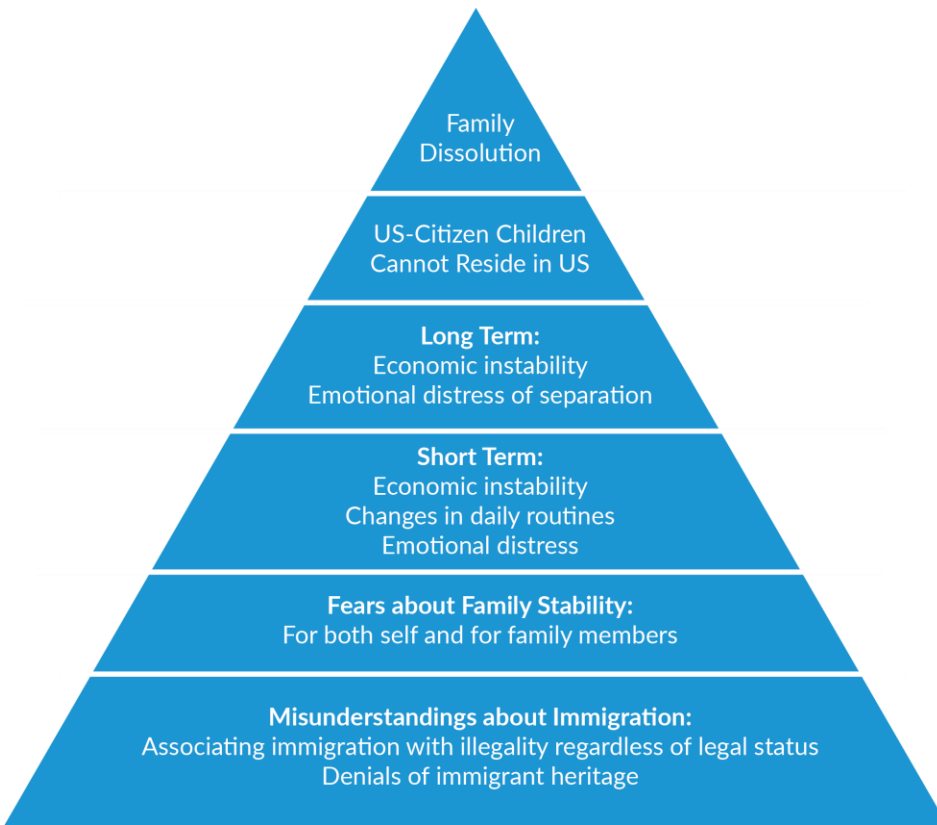 Family
Dissolution
US-Citizen Children
Cannot Reside in US
Long Term:
Economic instability
Emotional distress of separation
Short Term:
Economic instability
Changes in daily routines
Emotional distress
Fears about Family Stability:
For both self and for family members
Misunderstandings about Immigration:
Associating immigration with illegality regardless of legal status
Denials of immigrant heritage